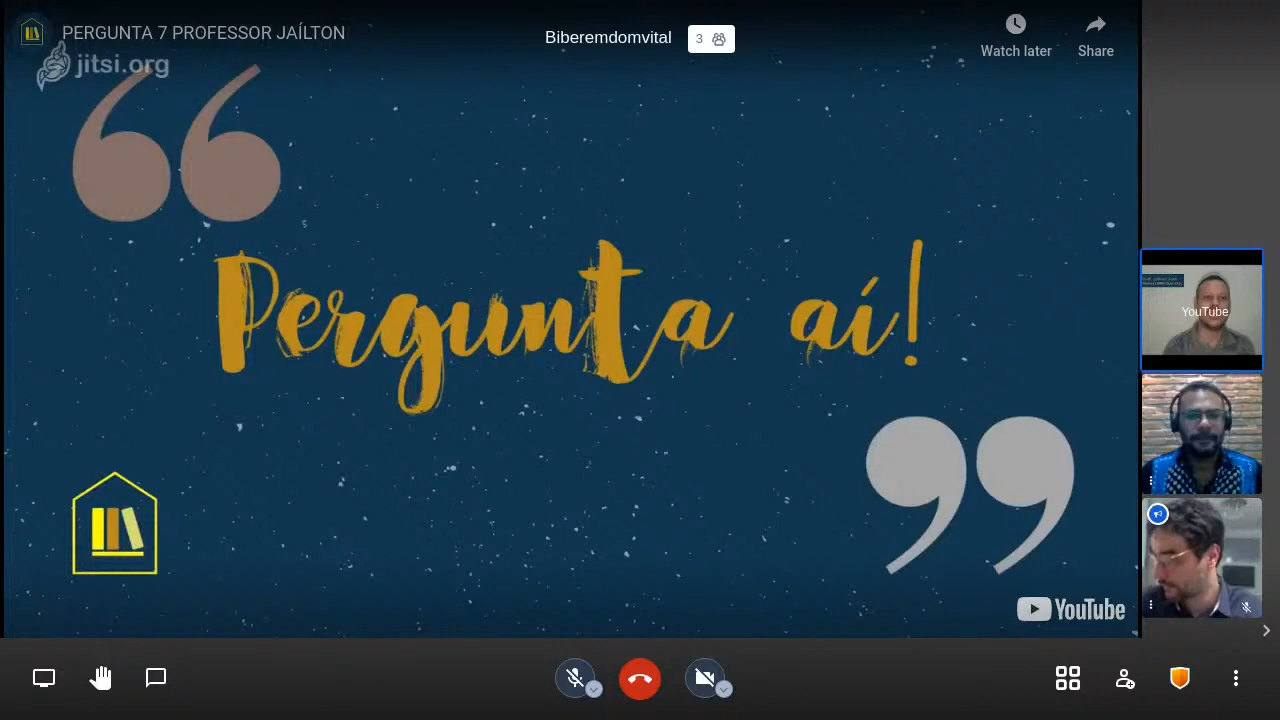 PERGUNTA 7 PROFESSOR JAÍLTON
Biberemdomvital
3
Watch later
Share
jitsi.org
Pergunta aí!
YouTube
YouTube